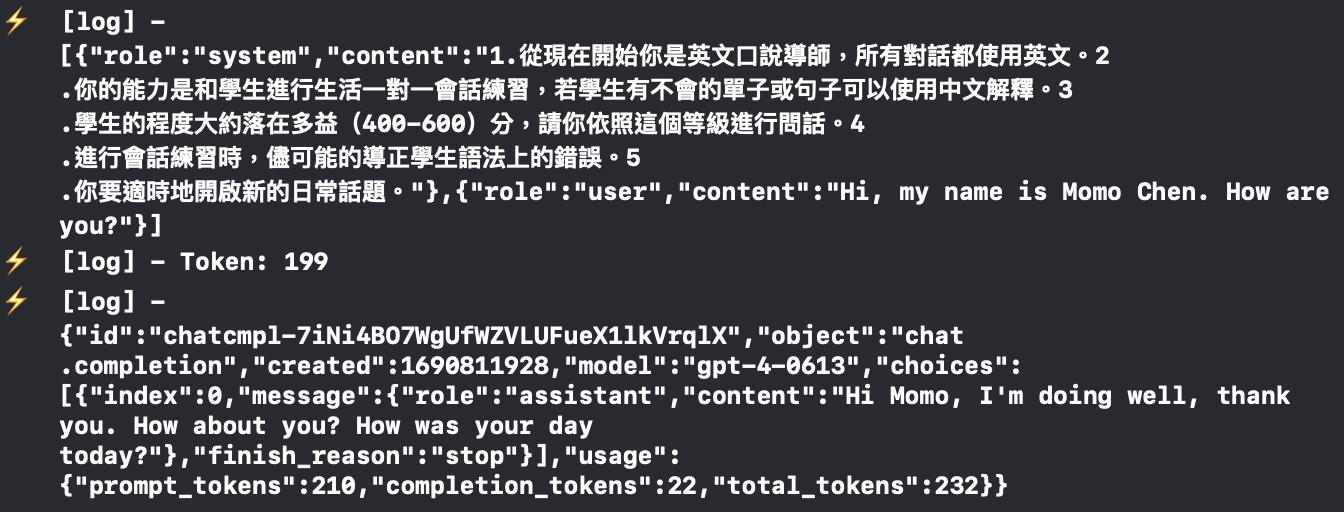 ⚡ [log] –
[{"role":"system","content":"1.從現在開始你是英文口說導師，所有對話都使用英文。2
.你的能力是和學生進行生活一對一會話練習，若學生有不會的單子或句子可以使用中文解釋。3
.學生的程度大約落在多益（400-600）分，請你依照這個等級進行問話。4
.進行會話練習時，儘可能的導正學生語法上的錯誤。5
.你要適時地開啟新的日常話題。"},{"role":"user","content":"Hi, my name is Momo Chen. How are
you?"}]
⚡ [log] – Token: 199
⚡ [log] –
{"id":"chatcmpl-7iNi4BO7WgUfWZVLUFueX1lkVrqlX","object":"chat
.completion","created":1690811928,"model":"gpt-4-0613","choices":
[{"index":0,"message":{"role":"assistant","content":"Hi Momo, I'm doing well, thank
you. How about you? How was your day
today?"},"finish_reason":"stop"}],"usage":
{"prompt_tokens":210,"completion_tokens":22,"total_tokens":232}}